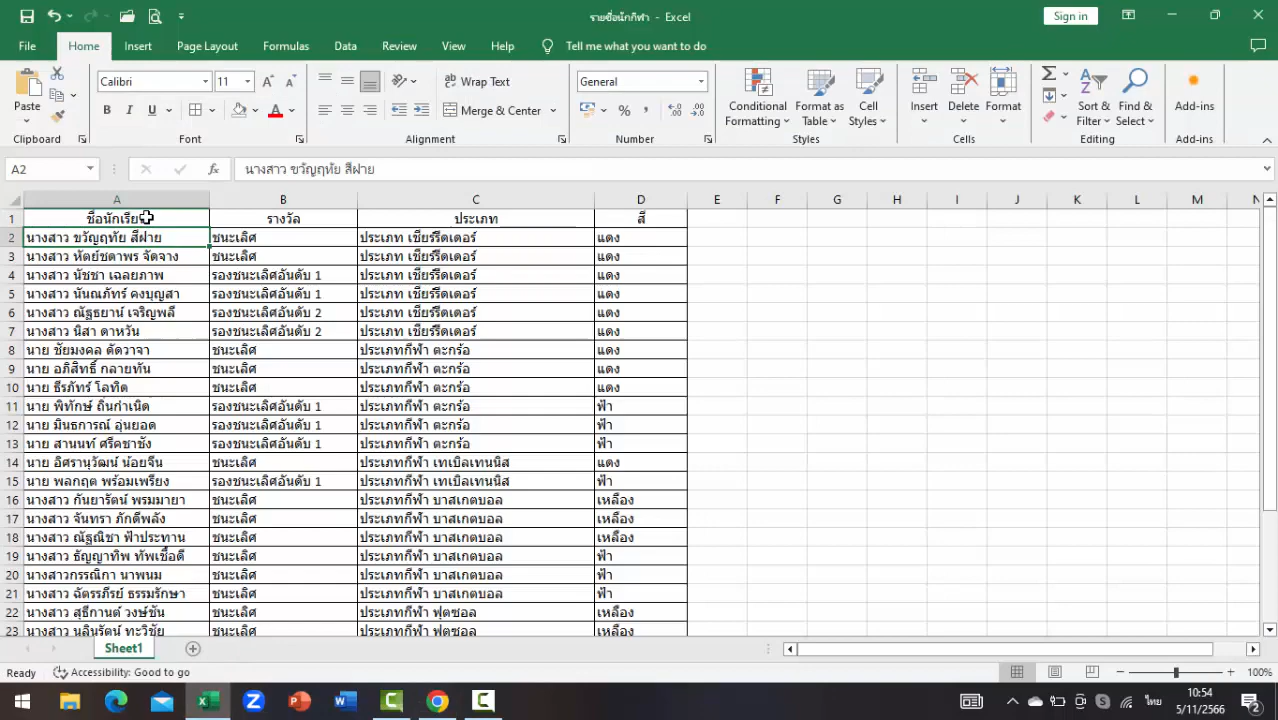 รายชื่อนักกีฬา - Excel
Sign in
File Home Insert Page Layout Formulas Data Review View Help Tell me what you want to do
Paste
Clipboard
Calibri 11
B I U
Font
Wrap Text
Merge & Center
Alignment
General
%
Number
Conditional Formatting
Format as Table
Cell Styles
Styles
Insert
Delete
Format
Cells
Sort & Filter
Find & Select
Editing
Add-ins
Add-ins
A2 fx นางสาว ขวัญฤทัย สีฝาย
A B C D E F G H I J K L M N
1 ชื่อนักเรียน รางวัล ประเภท สี
2 นางสาว ขวัญฤทัย สีฝาย ชนะเลิศ ประเภท เชียร์รีดเดอร์ แดง
3 นางสาว หัตย์ชตาพร จัดจาง ชนะเลิศ ประเภท เชียร์รีดเดอร์ แดง
4 นางสาว นัชชา เฉลยภาพ รองชนะเลิศอันดับ 1 ประเภท เชียร์รีดเดอร์ แดง
5 นางสาว นันณภัทร์ คงบุญสา รองชนะเลิศอันดับ 1 ประเภท เชียร์รีดเดอร์ แดง
6 นางสาว ณัฐธยาน์ เจริญพลี รองชนะเลิศอันดับ 2 ประเภท เชียร์รีดเดอร์ แดง
7 นางสาว นิสา ดาหวัน รองชนะเลิศอันดับ 2 ประเภท เชียร์รีดเดอร์ แดง
8 นาย ชัยมงคล ดัดวาจา ชนะเลิศ ประเภทกีฬา ตะกร้อ แดง
9 นาย อภิสิทธิ์ กลายทัน ชนะเลิศ ประเภทกีฬา ตะกร้อ แดง
10 นาย ธีรภัทร์ โลทิต ชนะเลิศ ประเภทกีฬา ตะกร้อ แดง
11 นาย พิทักษ์ ถิ่นกำเนิด รองชนะเลิศอันดับ 1 ประเภทกีฬา ตะกร้อ ฟ้า
12 นาย มินธการณ์ อุ่นยอด รองชนะเลิศอันดับ 1 ประเภทกีฬา ตะกร้อ ฟ้า
13 นาย สานนท์ ศรีคชาชัง รองชนะเลิศอันดับ 1 ประเภทกีฬา ตะกร้อ ฟ้า
14 นาย อิศรานุวัฒน์ น้อยจีน ชนะเลิศ ประเภทกีฬา เทเบิลเทนนิส แดง
15 นาย พลกฤต พร้อมเพรียง รองชนะเลิศอันดับ 1 ประเภทกีฬา เทเบิลเทนนิส ฟ้า
16 นางสาว กันยารัตน์ พรมมายา ชนะเลิศ ประเภทกีฬา บาสเกตบอล เหลือง
17 นางสาว จันทรา ภักดีพลัง ชนะเลิศ ประเภทกีฬา บาสเกตบอล เหลือง
18 นางสาว ณัฏณิชา ฟ้าประทาน ชนะเลิศ ประเภทกีฬา บาสเกตบอล เหลือง
19 นางสาว ธัญญาทิพ ทัพเชื้อดี ชนะเลิศ ประเภทกีฬา บาสเกตบอล ฟ้า
20 นางสาวกรรณิกา นาพนม ชนะเลิศ ประเภทกีฬา บาสเกตบอล ฟ้า
21 นางสาว ฉัตรรภีรย์ ธรรมรักษา ชนะเลิศ ประเภทกีฬา บาสเกตบอล ฟ้า
22 นางสาว สุธีกานต์ วงษ์ชัน ชนะเลิศ ประเภทกีฬา ฟุตซอล เหลือง
23 นางสาว นลินรัตน์ ทะวิชัย ชนะเลิศ ประเภทกีฬา ฟุตซอล เหลือง
Sheet1
Ready Accessibility: Good to go 100%
ไทย 10:54
5/11/2566
2